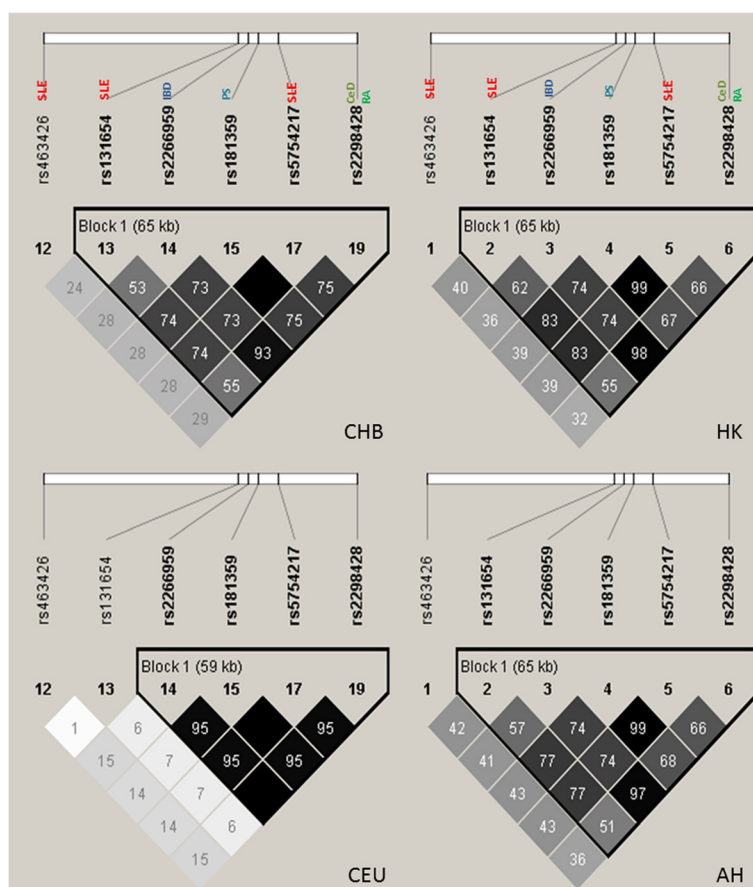 SLE SLE IBD PS SLE CeD RA
rs463426 rs131654 rs2266959 rs181359 rs5754217 rs2298428
Block 1 (65 kb)
12 13 14 15 17 19
24 53 73 75
28 74 73 75
28 74 93
28 55
29
CHB
SLE SLE IBD PS SLE CeD RA
rs463426 rs131654 rs2266959 rs181359 rs5754217 rs2298428
Block 1 (65 kb)
1 2 3 4 5 6
40 62 74 99 66
36 83 74 67
39 83 98
39 55
32
HK
rs463426 rs131654 rs2266959 rs181359 rs5754217 rs2298428
Block 1 (59 kb)
12 13 14 15 17 19
1 6 95 95
15 7 95 95
14 7
14 6
15
CEU
rs463426 rs131654 rs2266959 rs181359 rs5754217 rs2298428
Block 1 (65 kb)
1 2 3 4 5 6
42 57 74 99 66
41 77 74 68
43 77 97
43 51
36
AH